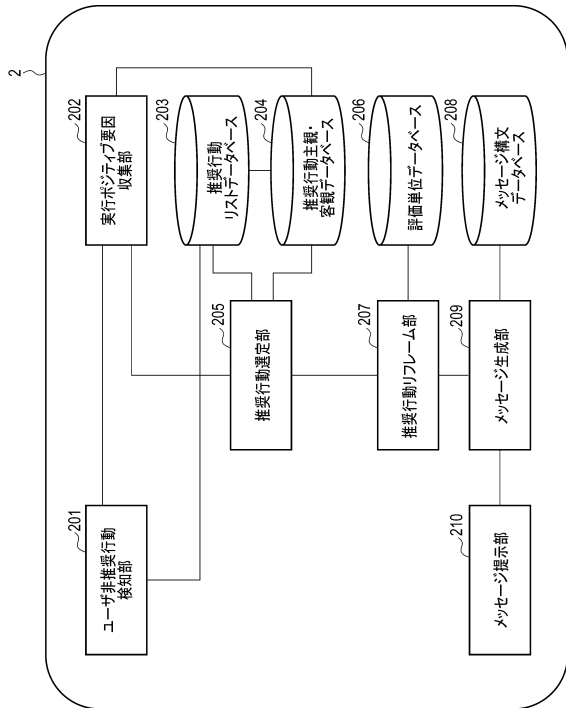 2
201
ユーザ非推奨行動
検知部
202
実行ポジティブ要因
収集部
203
推奨行動
リストデータベース
204
推奨行動主観・
客観データベース
205
推奨行動選定部
206
評価単位データベース
207
推奨行動リフレーム部
208
メッセージ構文
データベース
209
メッセージ生成部
210
メッセージ提示部